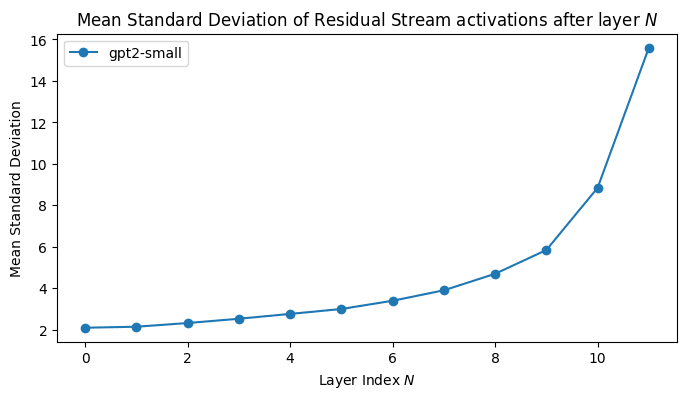 Mean Standard Deviation of Residual Stream activations after layer N
gpt2-small
Mean Standard Deviation
16
14
12
10
8
6
4
2
0 2 4 6 8 10
Layer Index N